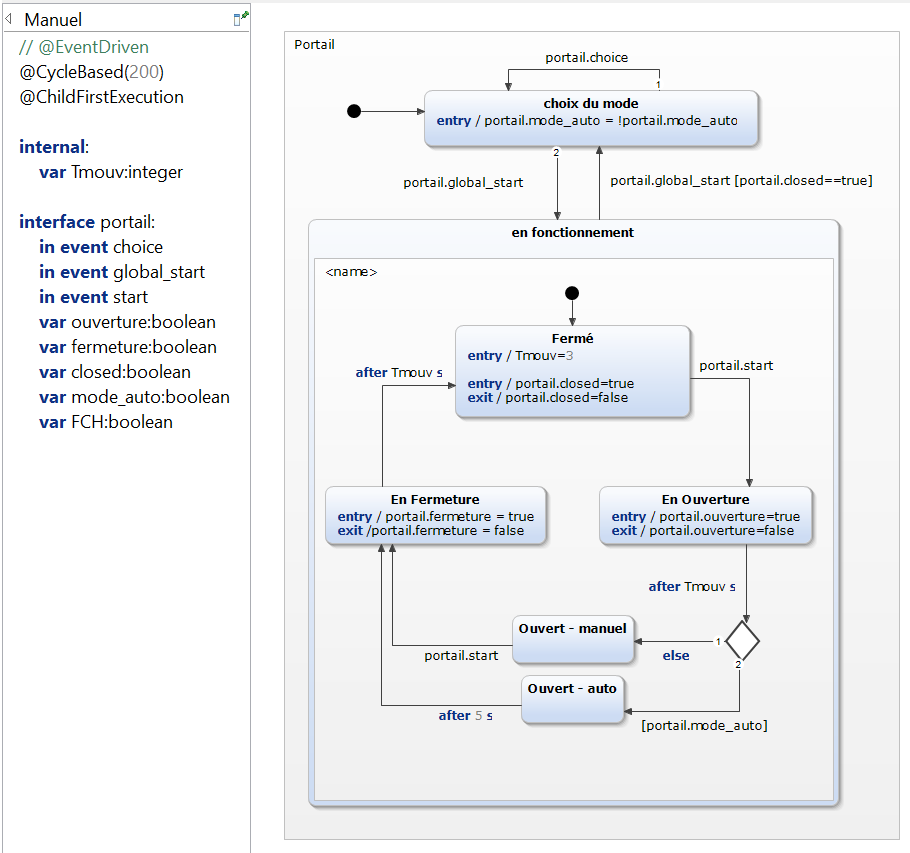 Manuel
// @EventDriven
@CycleBased(200)
@ChildFirstExecution
internal:
var Tmouv:integer
interface portail:
in event choice
in event global_start
in event start
var ouverture:boolean
var fermeture:boolean
var closed:boolean
var mode_auto:boolean
var FCH:boolean
Portail
portail.choice
1
choix du mode
entry / portail.mode_auto = !portail.mode_auto
2
portail.global_start
portail.global_start [portail.closed==true]
en fonctionnement
<name>
Fermé
entry / Tmouv=3
entry / portail.closed=true
exit / portail.closed=false
after Tmouv s
portail.start
En Fermeture
entry / portail.fermeture = true
exit /portail.fermeture = false
En Ouverture
entry / portail.ouverture=true
exit / portail.ouverture=false
after Tmouv s
Ouvert - manuel
1
else
2
portail.start
Ouvert - auto
after 5 s
[portail.mode_auto]